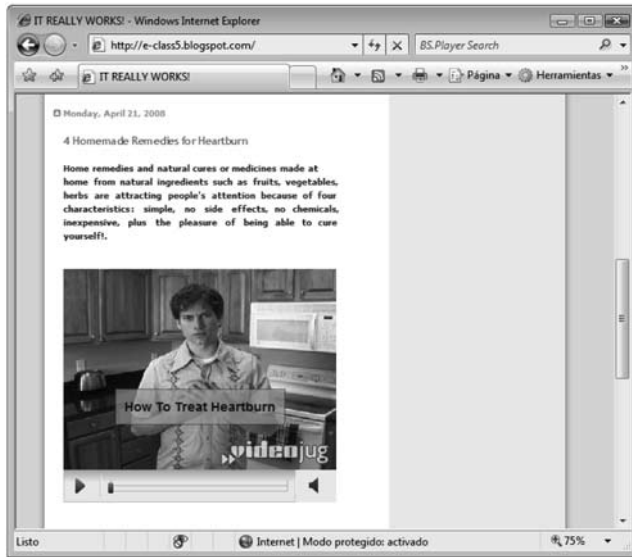 IT REALLY WORKS! - Windows Internet Explorer
http://e-class5.blogspot.com/
BS.Player Search
IT REALLY WORKS!
Página
Herramientas
Monday, April 21, 2008
4 Homemade Remedies for Heartburn
Home remedies and natural cures or medicines made at
home from natural ingredients such as fruits, vegetables,
herbs are attracting people's attention because of four
characteristics: simple, no side effects, no chemicals,
inexpensive, plus the pleasure of being able to cure
yourself!.
How To Treat Heartburn
videojug
Listo
Internet | Modo protegido: activado
75%